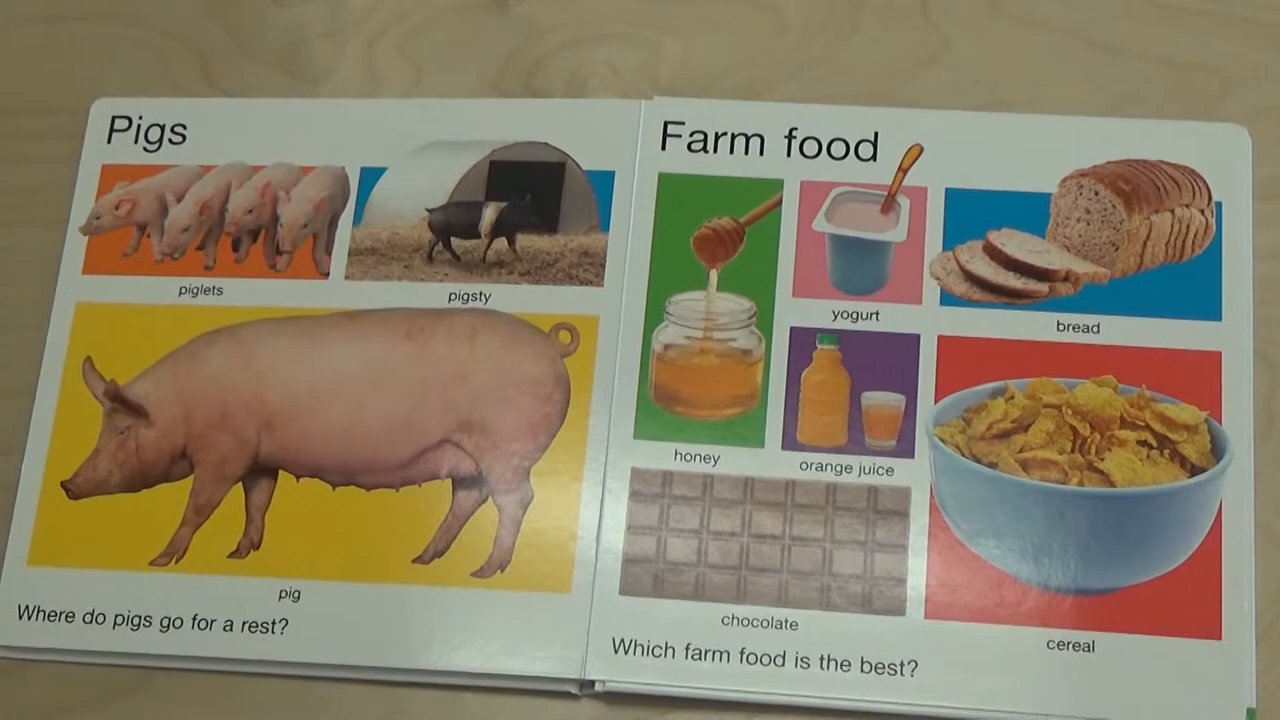 Pigs
piglets
pigsty
pig
Where do pigs go for a rest?
Farm food
honey
yogurt
orange juice
bread
chocolate
cereal
Which farm food is the best?